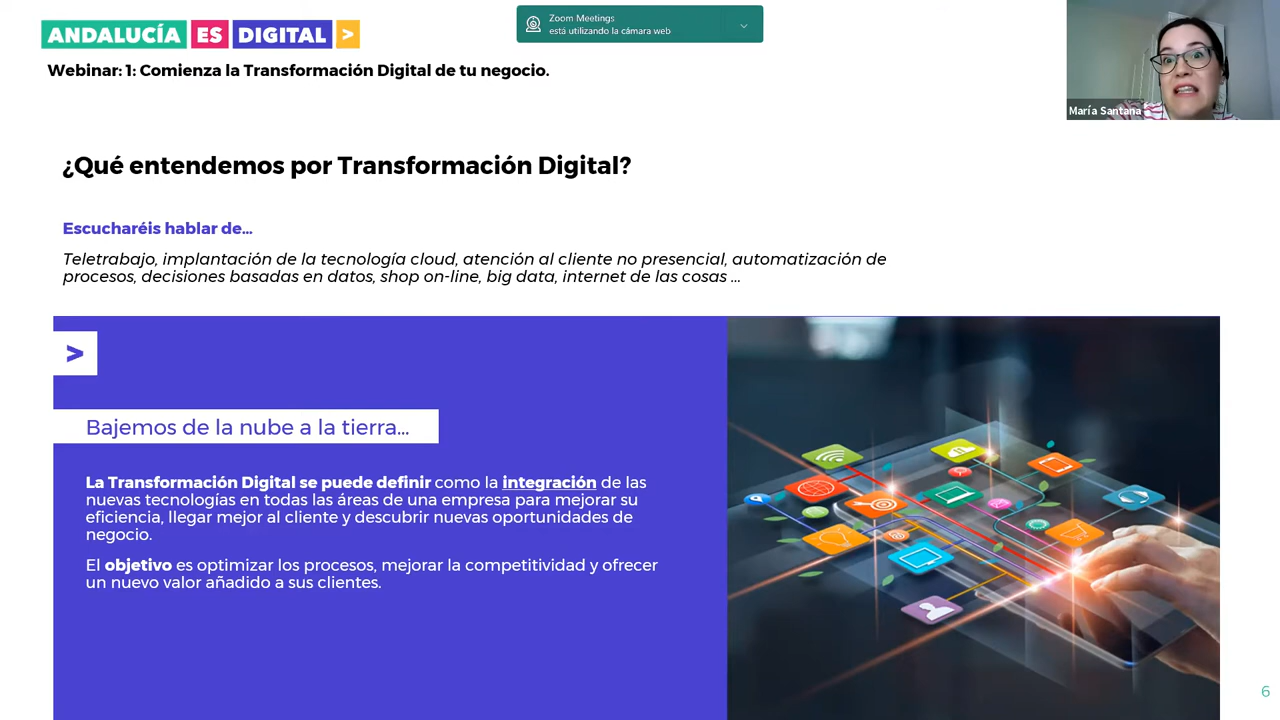 ANDALUCÍA ES DIGITAL >
Zoom Meetings
está utilizando la cámara web
Webinar: 1: Comienza la Transformación Digital de tu negocio.
María Santana
¿Qué entendemos por Transformación Digital?
Escucharéis hablar de...
Teletrabajo, implantación de la tecnología cloud, atención al cliente no presencial, automatización de
procesos, decisiones basadas en datos, shop on-line, big data, internet de las cosas ...
>
Bajemos de la nube a la tierra...
La Transformación Digital se puede definir como la integración de las
nuevas tecnologías en todas las áreas de una empresa para mejorar su
eficiencia, llegar mejor al cliente y descubrir nuevas oportunidades de
negocio.
El objetivo es optimizar los procesos, mejorar la competitividad y ofrecer
un nuevo valor añadido a sus clientes.
6